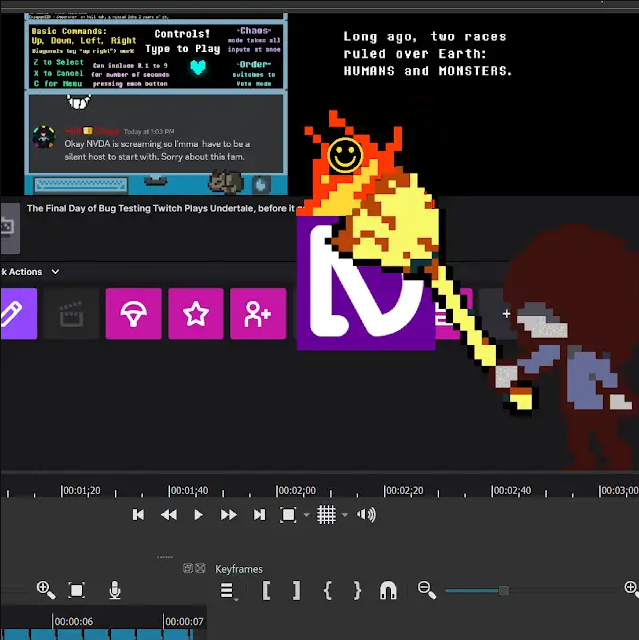 Basic Commands:
Up, Down, Left, Right
Diagonals (ey "up right") work
Z to Select
X to Cancel
C for Menu
Controls!
Type to Play
Can include 0.1 to 9
for number of seconds
pressing each button
-Chaos-
mode takes all
inputs at once
-Order-
switches to
Vote Mode
Today at 1:03 PM
Okay NVDA is screaming so I'mma have to be a
silent host to start with. Sorry about this fam.
Long ago, two races
ruled over Earth:
HUMANS and MONSTERS.
The Final Day of Bug Testing Twitch Plays Undertale, before it
k Actions
00:01;20
00:01;40
00:02;00
00:02;20
00:02;40
00:03;00
Keyframes
00:00:06
00:00:07